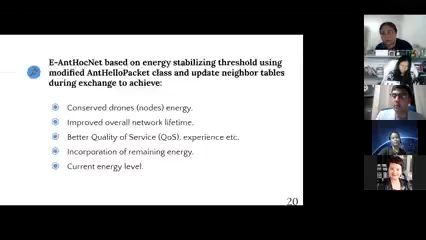 E-AntHocNet based on energy stabilizing threshold using
modified AntHelloPacket class and update neighbor tables
during exchange to achieve:
Conserved drones (nodes) energy.
Improved overall network lifetime.
Better Quality of Service (QoS), experience etc.
Incorporation of remaining energy.
Current energy level.
20